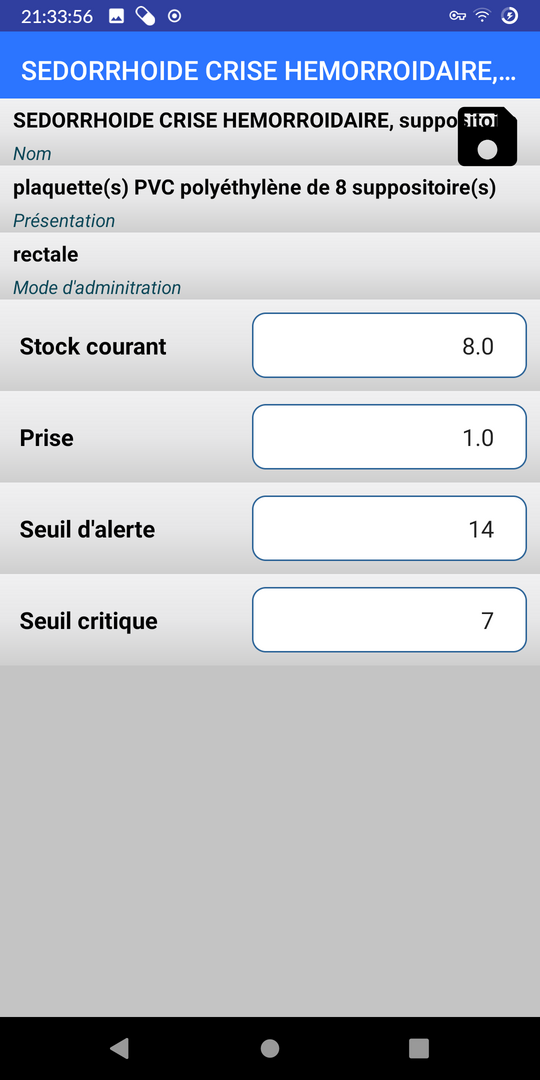 21:33:56
SEDORRHOIDE CRISE HEMORROIDAIRE,...
SEDORRHOIDE CRISE HEMORROIDAIRE, suppositoi
Nom
plaquette(s) PVC polyéthylène de 8 suppositoire(s)
Présentation
rectale
Mode d'adminitration
Stock courant 8.0
Prise 1.0
Seuil d'alerte 14
Seuil critique 7